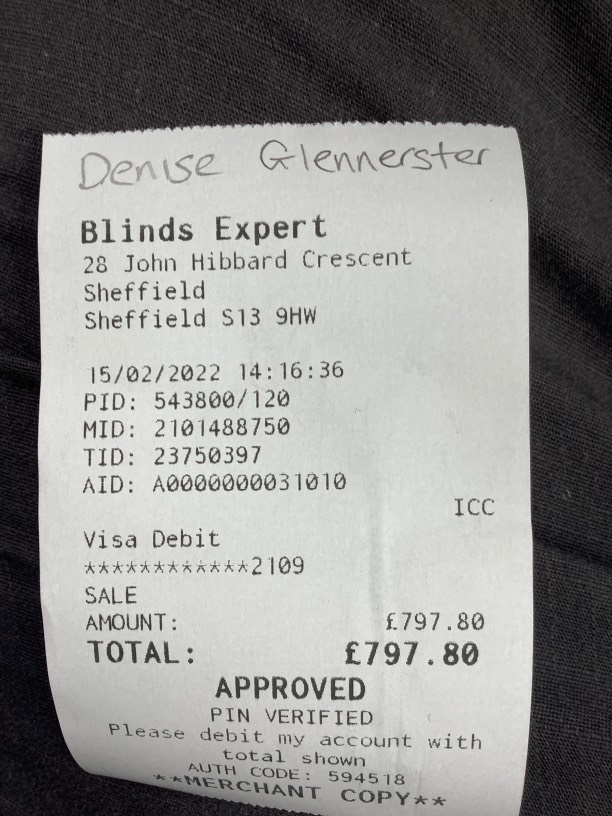 Denise Glennerster
Blinds Expert
28 John Hibbard Crescent
Sheffield
Sheffield S13 9HW
15/02/2022 14:16:36
PID: 543800/120
MID: 2101488750
TID: 23750397
AID: A0000000031010
ICC
Visa Debit
************2109
SALE
AMOUNT: £797.80
TOTAL: £797.80
APPROVED
PIN VERIFIED
Please debit my account with
total shown
AUTH CODE: 594518
**MERCHANT COPY**